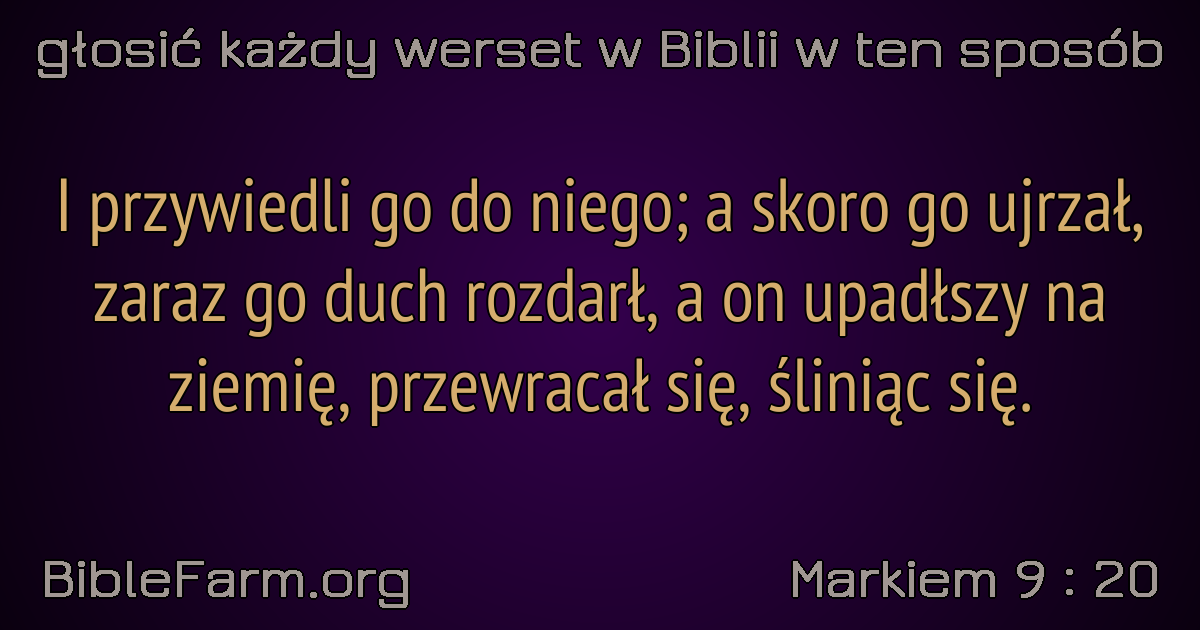 głosić każdy werset w Biblii w ten sposób
I przywiedli go do niego; a skoro go ujrzał,
zaraz go duch rozdarł, a on upadłszy na
ziemię, przewracał się, śliniąc się.
BibleFarm.org
Markiem 9 : 20